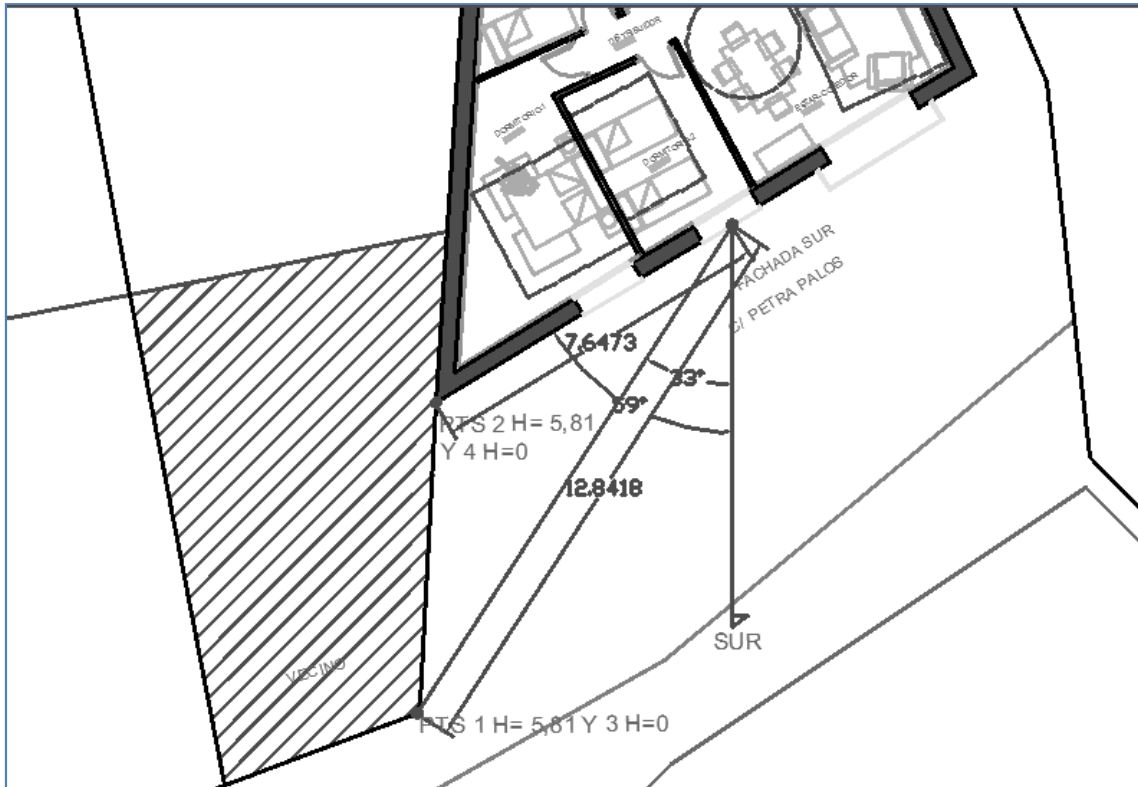 DISTRIBUIDOR
DORMITORIO-1
DORMITORIO-2
ESTAR-COMEDOR
FACHADA SUR
C/ PETRA PALOS
7.6473
33°
59°
PTS 2 H= 5,81
Y 4 H=0
12.8418
SUR
VECINO
PTS 1 H= 5,81 Y 3 H=0